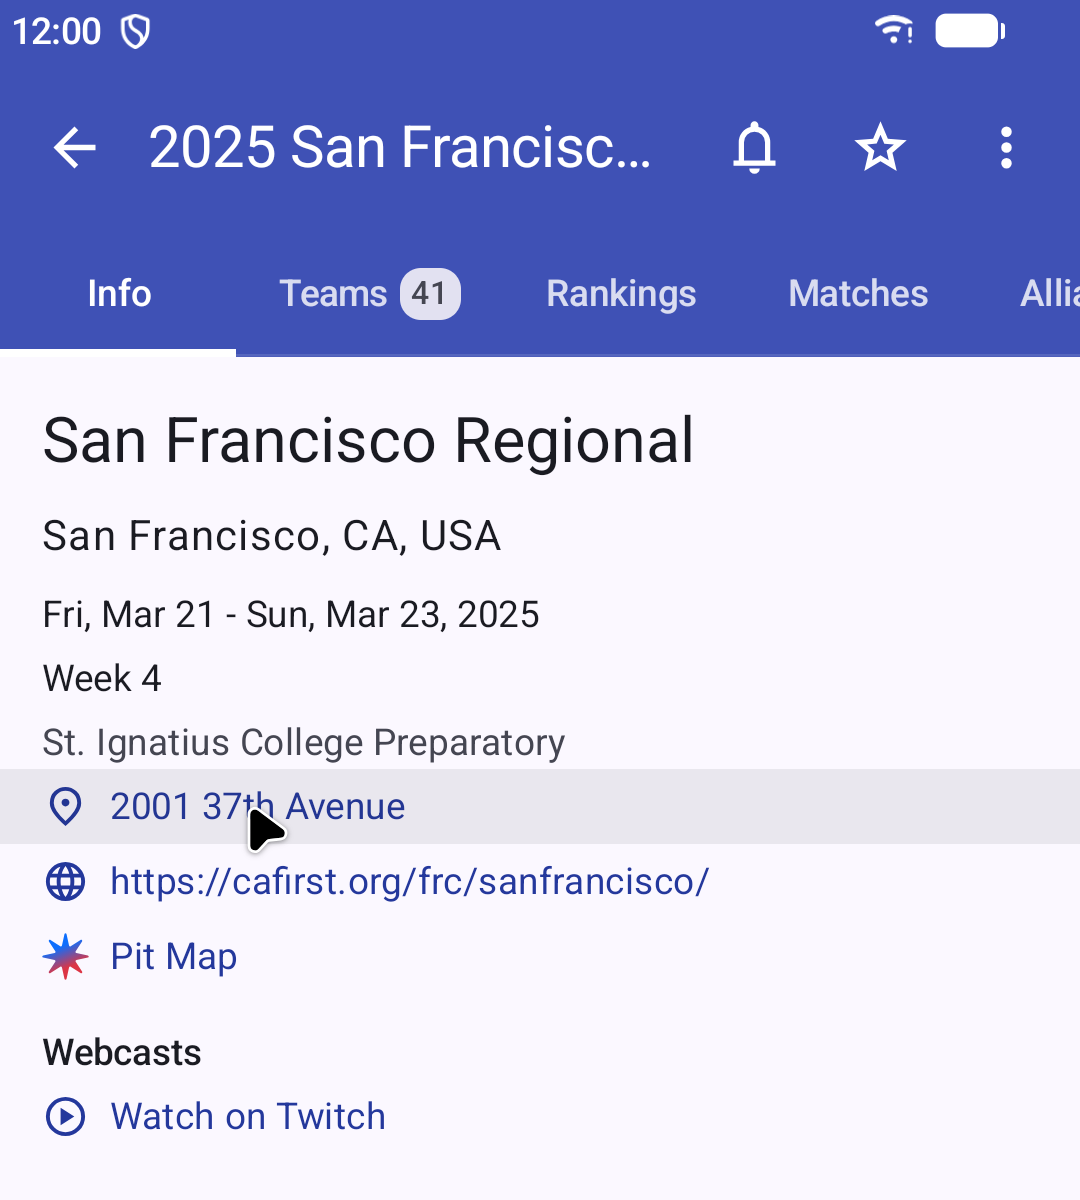 12:00
2025 San Francisc...
Info Teams 41 Rankings Matches Allia
San Francisco Regional
San Francisco, CA, USA
Fri, Mar 21 - Sun, Mar 23, 2025
Week 4
St. Ignatius College Preparatory
2001 37th Avenue
https://cafirst.org/frc/sanfrancisco/
Pit Map
Webcasts
Watch on Twitch